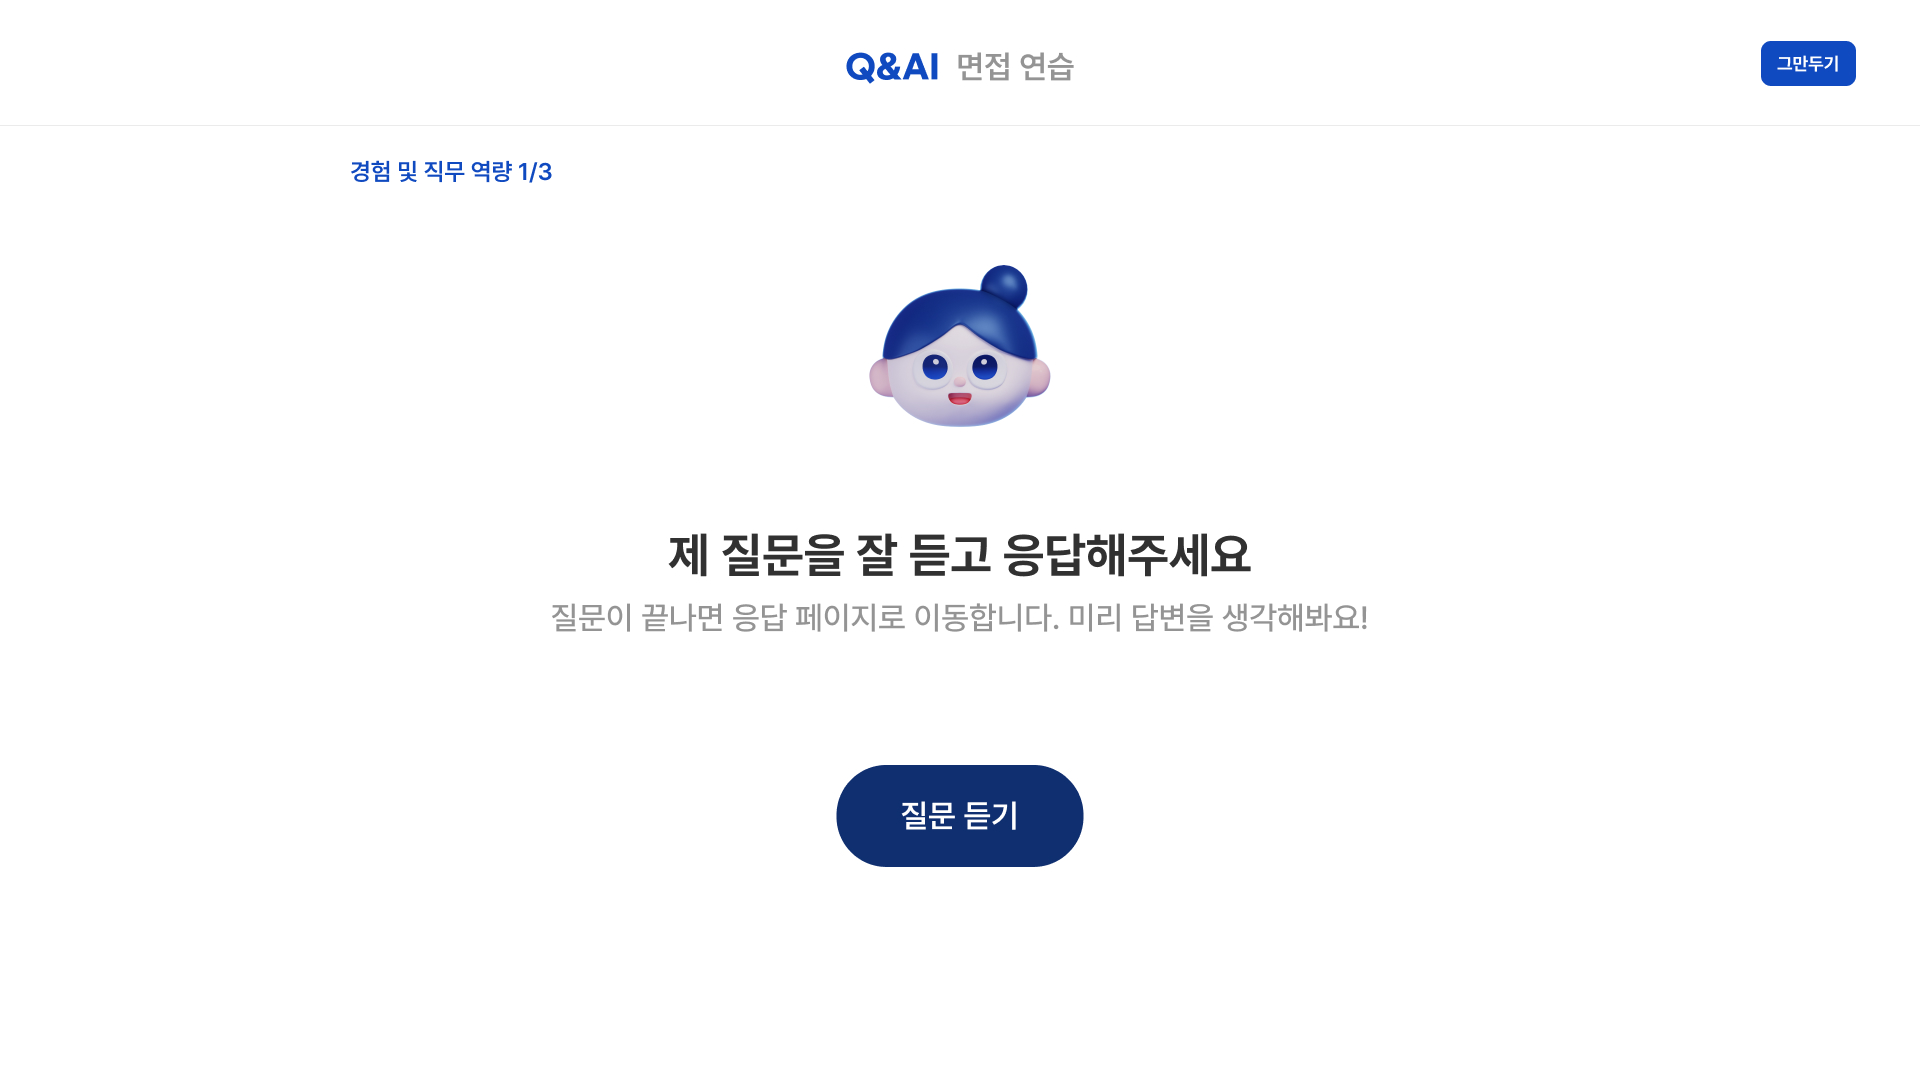 Q&AI 면접 연습
그만두기
경험 및 직무 역량 1/3
제 질문을 잘 듣고 응답해주세요
질문이 끝나면 응답 페이지로 이동합니다. 미리 답변을 생각해봐요!
질문 듣기